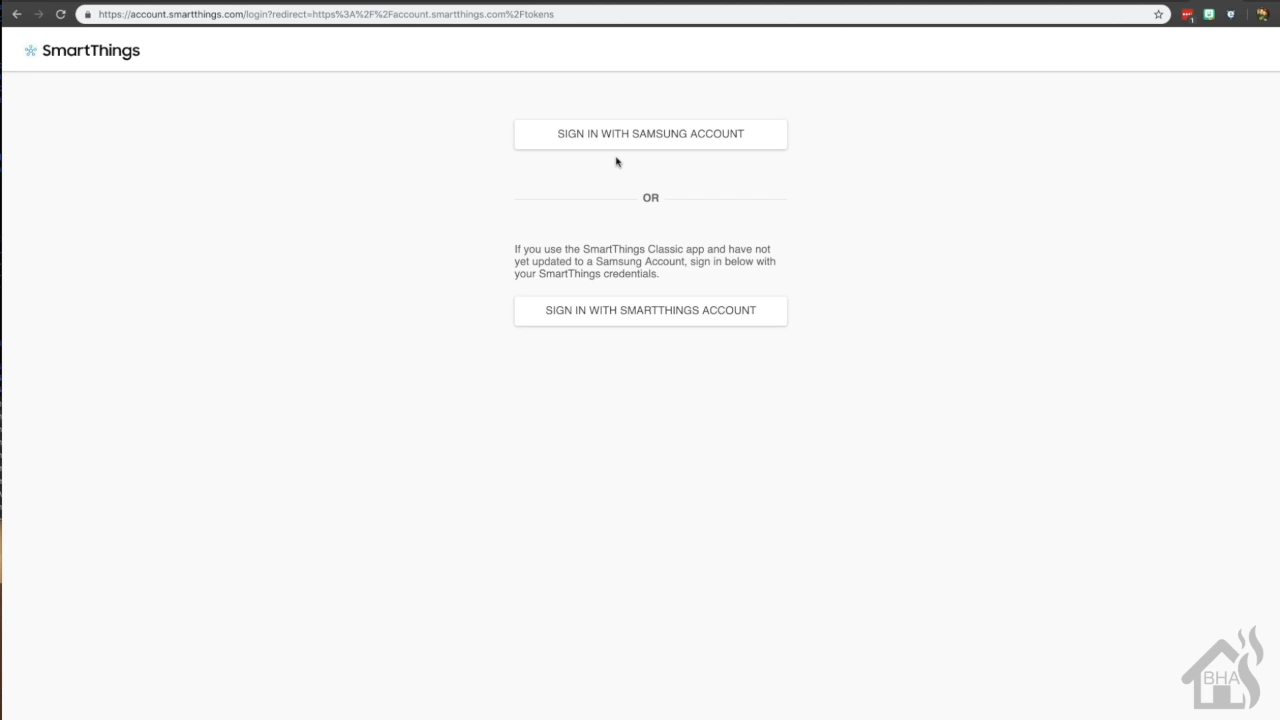 https://account.smartthings.com/login?redirect=https%3A%2F%2Faccount.smartthings.com%2Ftokens
SmartThings
SIGN IN WITH SAMSUNG ACCOUNT
OR
If you use the SmartThings Classic app and have not
yet updated to a Samsung Account, sign in below with
your SmartThings credentials.
SIGN IN WITH SMARTTHINGS ACCOUNT
BHA